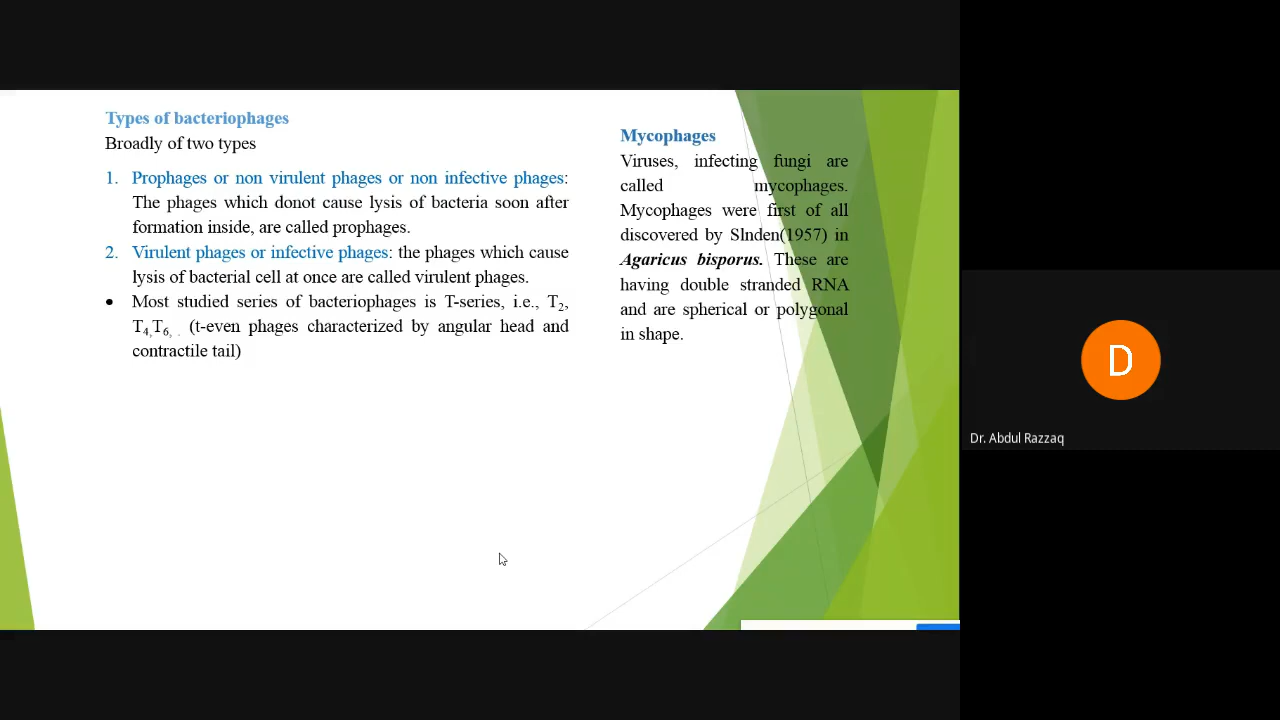 Types of bacteriophages
Broadly of two types
1. Prophages or non virulent phages or non infective phages:
The phages which donot cause lysis of bacteria soon after
formation inside, are called prophages.
2. Virulent phages or infective phages: the phages which cause
lysis of bacterial cell at once are called virulent phages.
• Most studied series of bacteriophages is T-series, i.e., T2,
T4,T6, . (t-even phages characterized by angular head and
contractile tail)
Mycophages
Viruses, infecting fungi are
called mycophages.
Mycophages were first of all
discovered by Slnden(1957) in
Agaricus bisporus. These are
having double stranded RNA
and are spherical or polygonal
in shape.
D
Dr. Abdul Razzaq